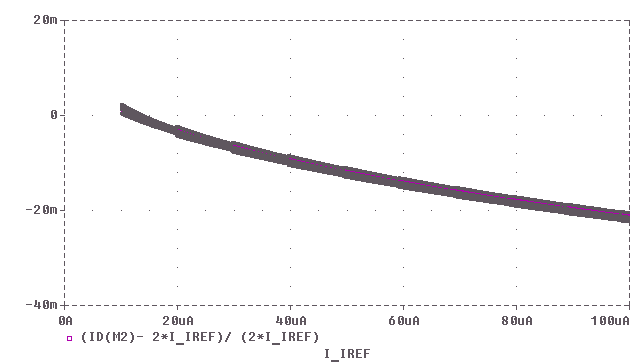 20m
0
-20m
-40m
0A 20uA 40uA 60uA 80uA 100uA
(ID(M2)- 2*I_IREF)/ (2*I_IREF)
I_IREF